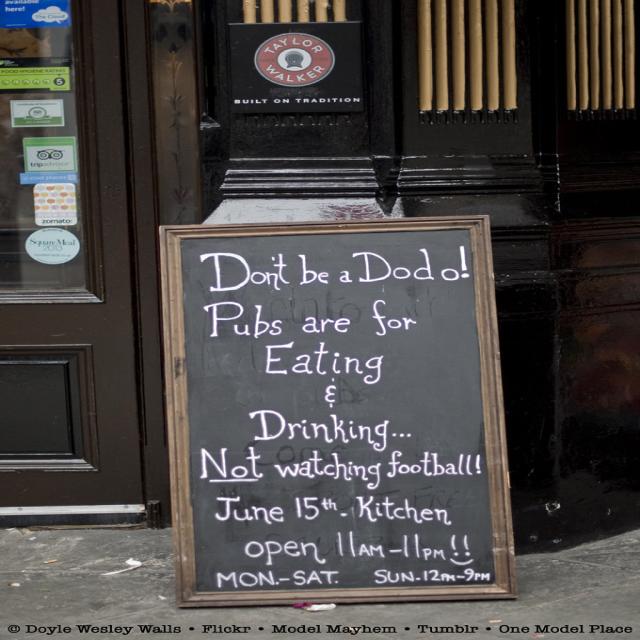 available
here!
The Cloud
FOOD HYGIENE RATING
5
tripadvisor
zomato
Square Meal
2013
TAYLOR
WALKER
BUILT ON TRADITION
Don't be a Dodo!
Pubs are for
Eating
&
Drinking...
Not watching football!
June 15th - Kitchen
open 11AM-11PM!!
MON.-SAT. SUN-12PM-9PM
© Doyle Wesley Walls • Flickr • Model Mayhem • Tumblr • One Model Place